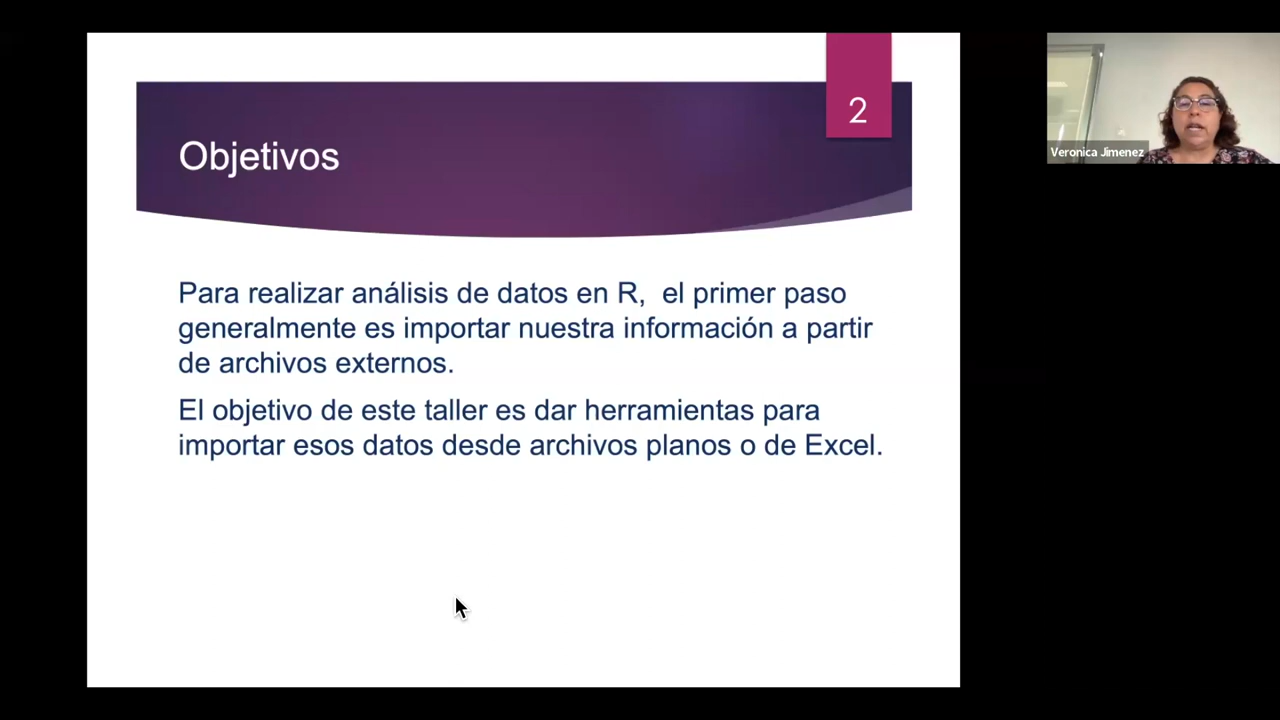 2
Objetivos
Veronica Jimenez
Para realizar análisis de datos en R,  el primer paso
generalmente es importar nuestra información a partir
de archivos externos.
El objetivo de este taller es dar herramientas para
importar esos datos desde archivos planos o de Excel.